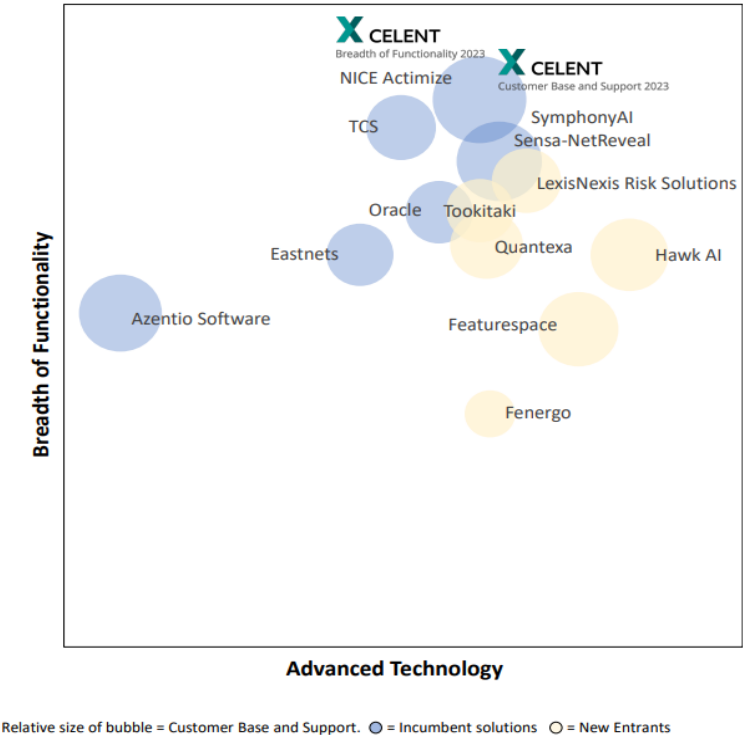 CELENT
Breadth of Functionality 2023
CELENT
Customer Base and Support 2023
NICE Actimize
SymphonyAI
Sensa-NetReveal
TCS
LexisNexis Risk Solutions
Oracle
Tookitaki
Quantexa
Eastnets
Hawk AI
Azentio Software
Featurespace
Fenergo
Breadth of Functionality
Advanced Technology
Relative size of bubble = Customer Base and Support. = Incumbent solutions = New Entrants